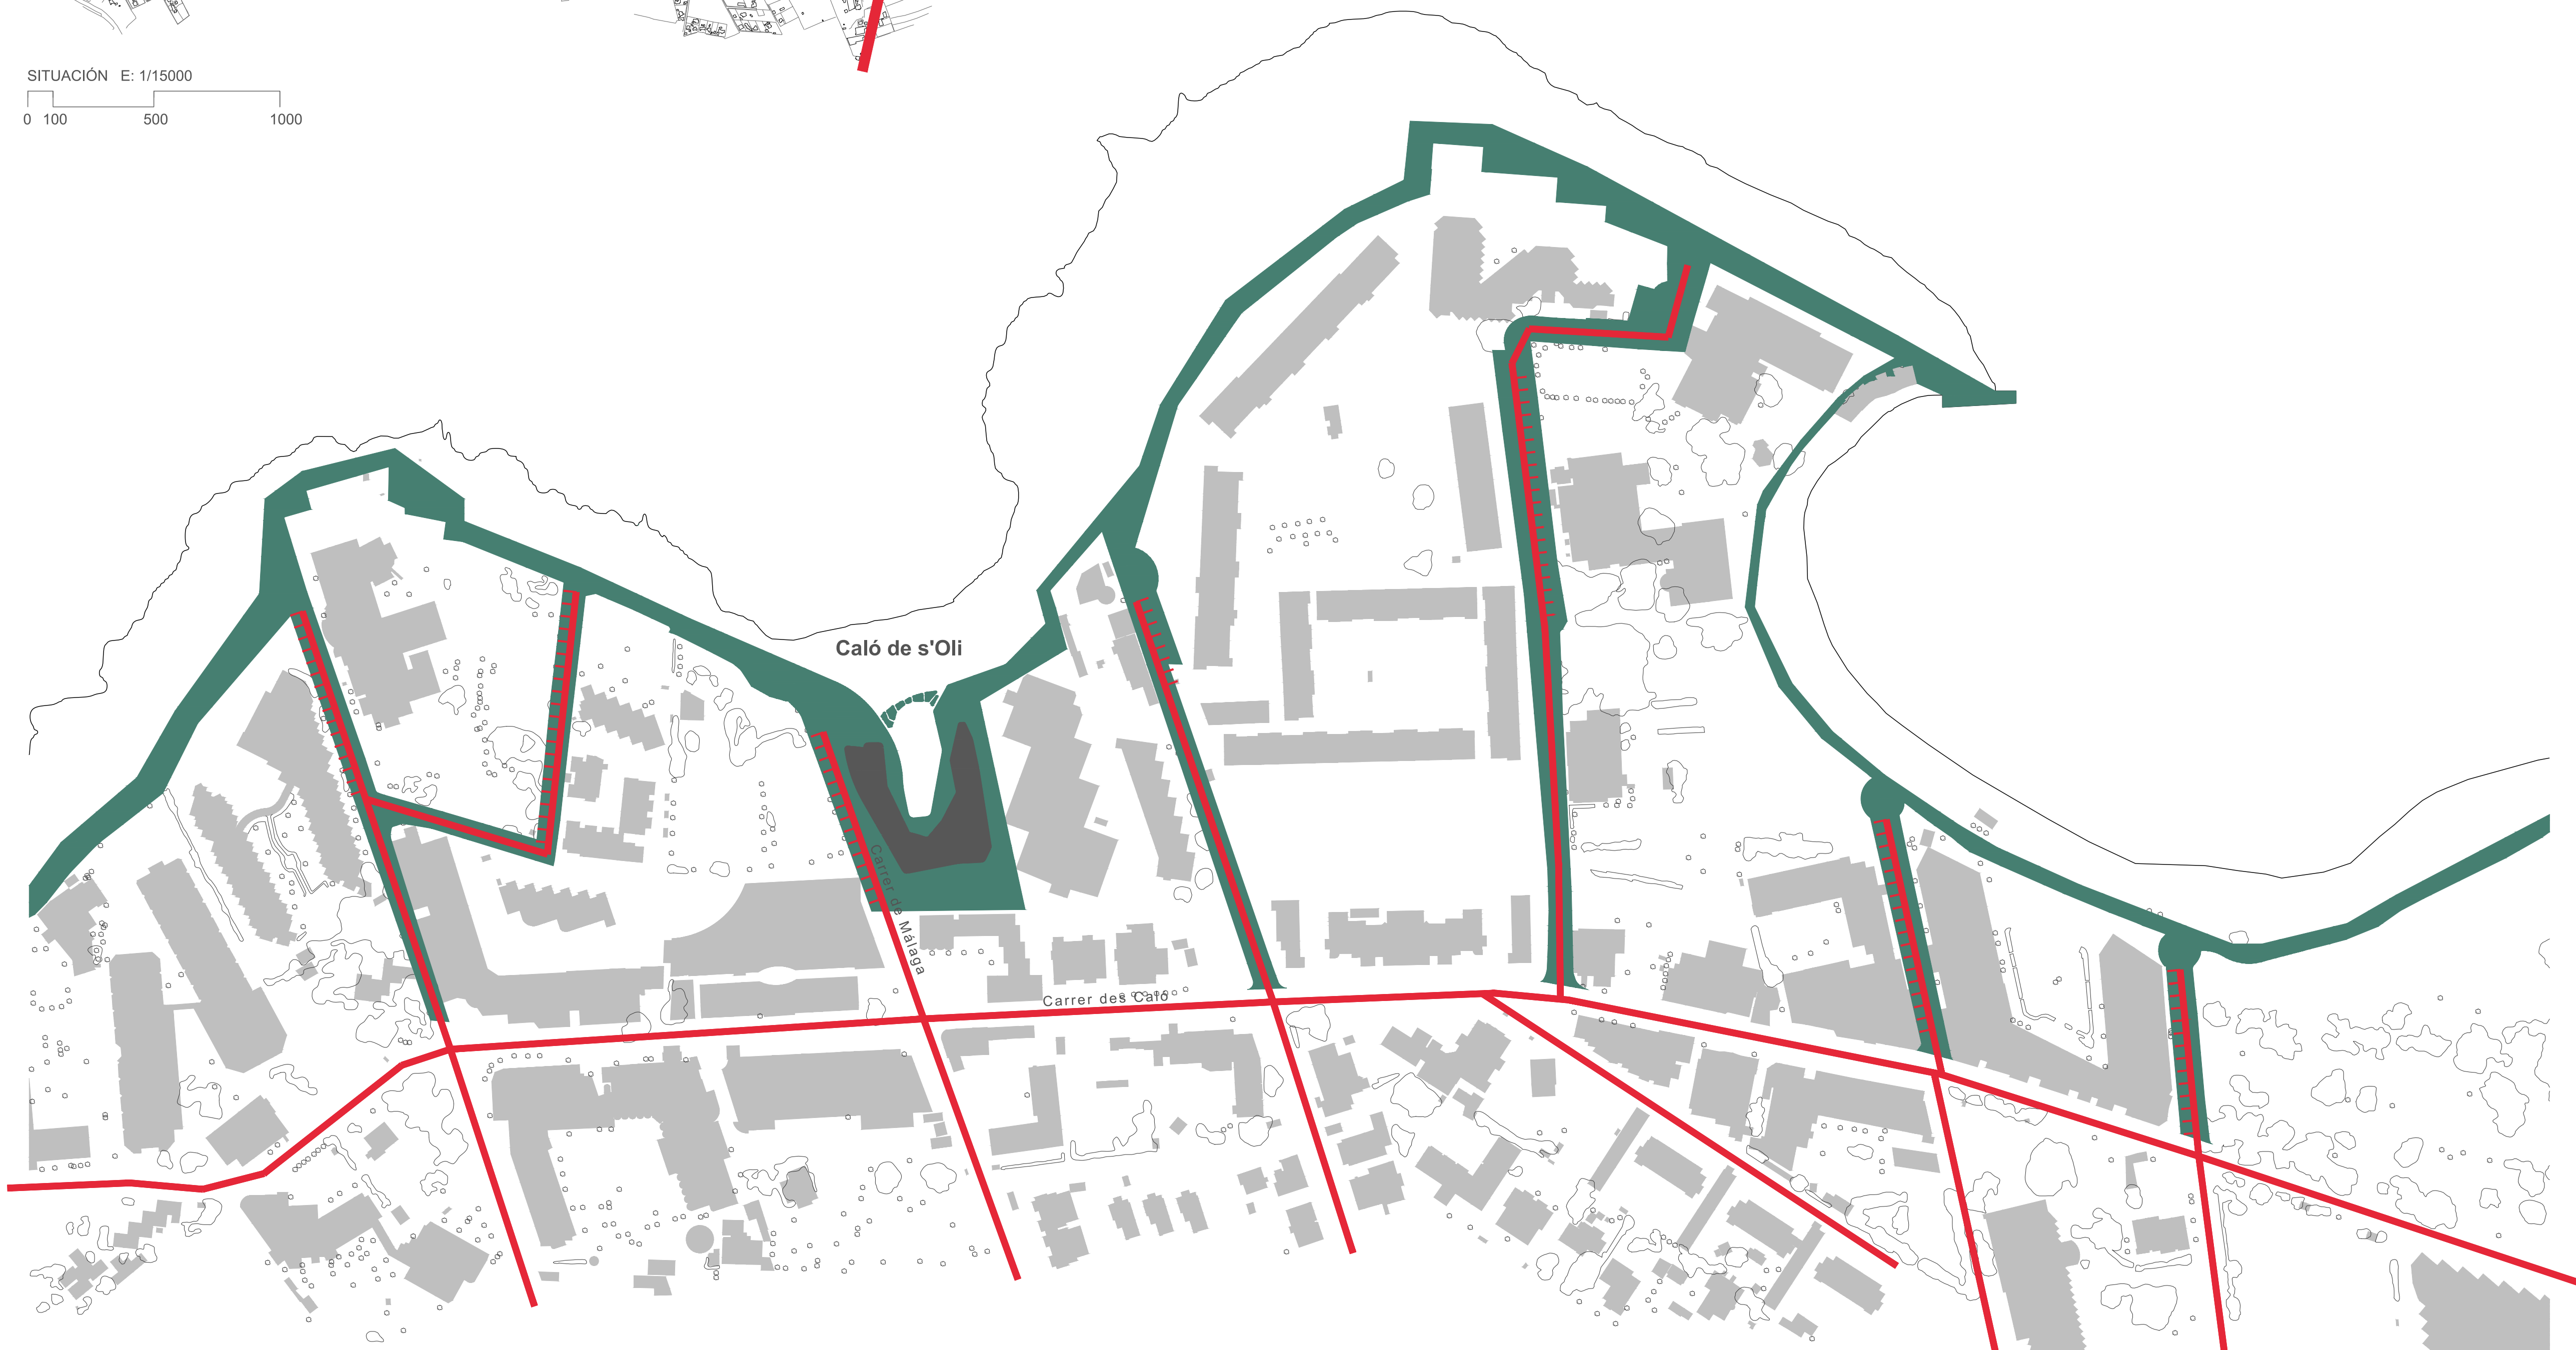 SITUACIÓN E: 1/15000
0 100 500 1000
Caló de s'Oli
Carrer de Málaga
Carrer des Caló